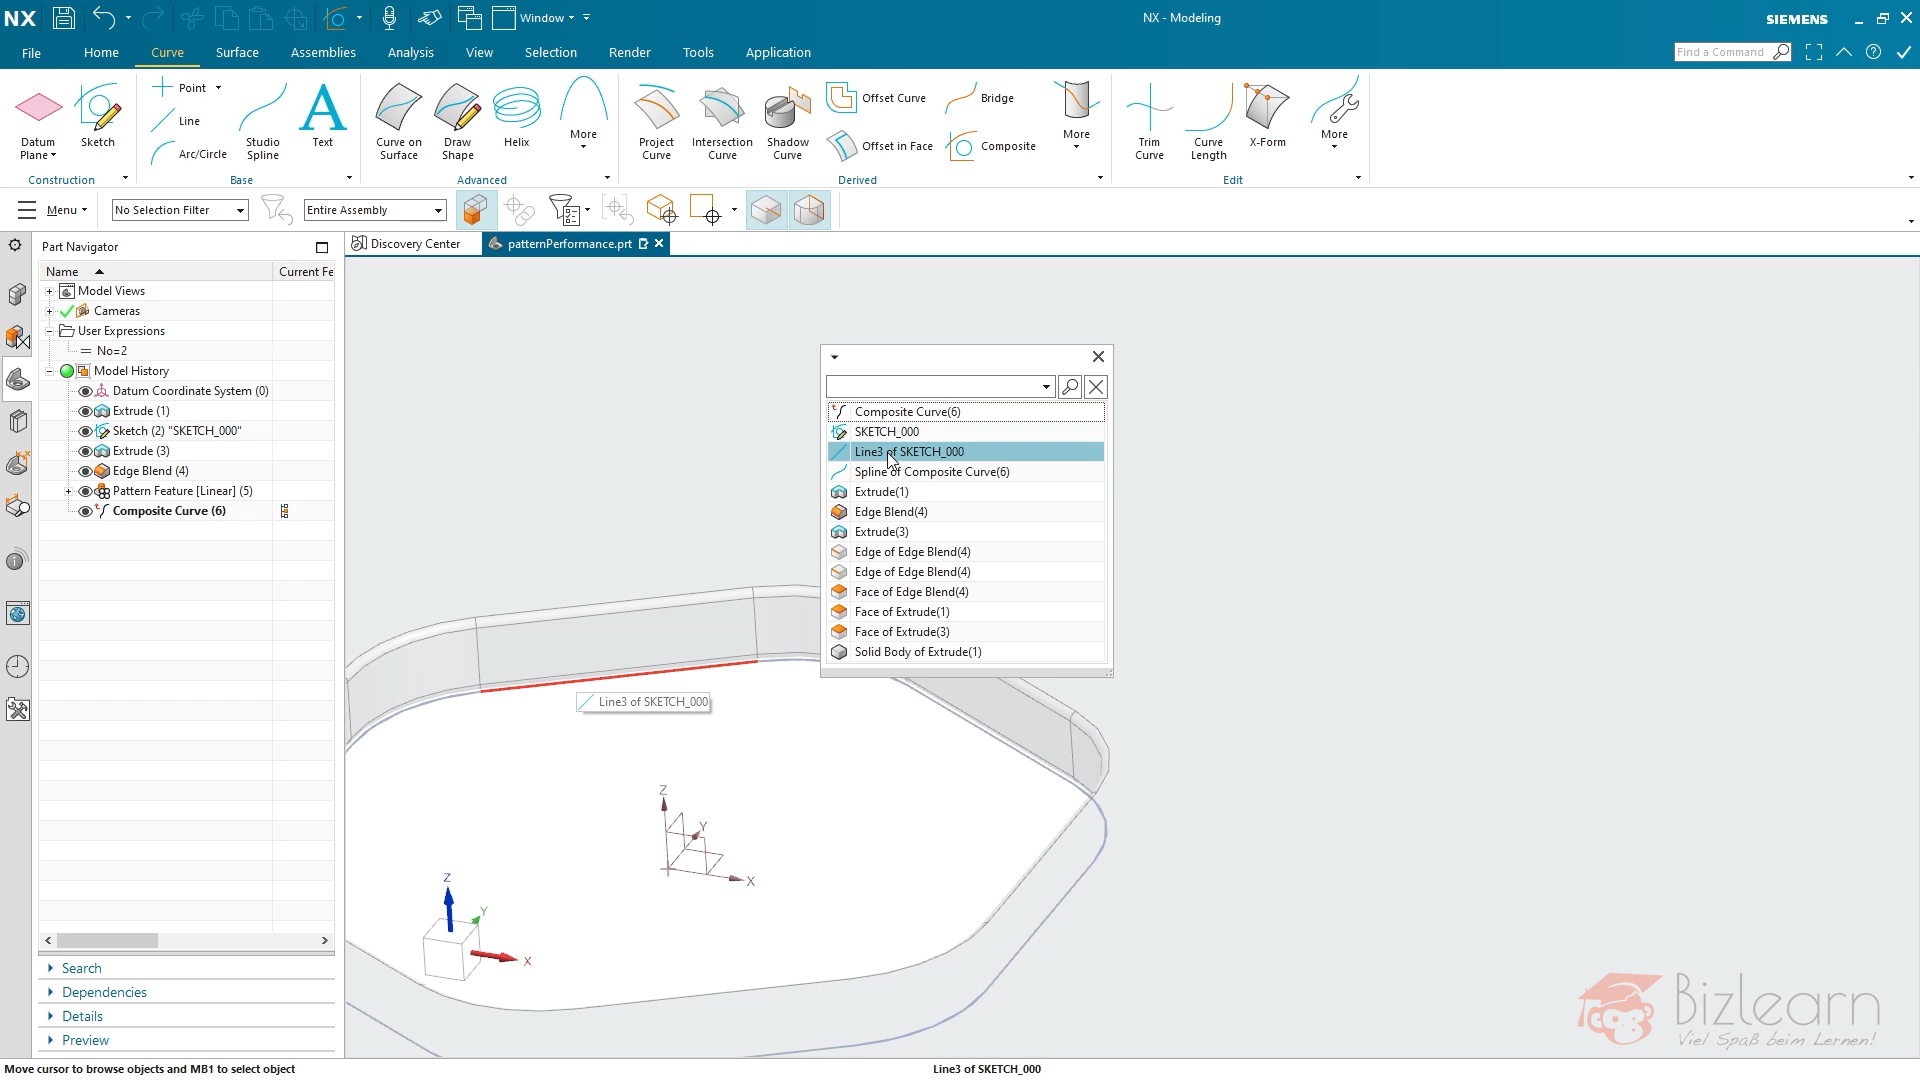 NX
Window
NX - Modeling
SIEMENS
File
Home
Curve
Surface
Assemblies
Analysis
View
Selection
Render
Tools
Application
Find a Command
Datum Plane
Sketch
Point
Line
Arc/Circle
Studio Spline
Text
Curve on Surface
Draw Shape
Helix
More
Project Curve
Intersection Curve
Shadow Curve
Offset Curve
Offset in Face
Bridge
Composite
More
Trim Curve
Curve Length
X-Form
More
Construction
Base
Advanced
Derived
Edit
Menu
No Selection Filter
Entire Assembly
Part Navigator
Discovery Center
patternPerformance.prt
Name
Current Fe
Model Views
Cameras
User Expressions
No=2
Model History
Datum Coordinate System (0)
Extrude (1)
Sketch (2) "SKETCH_000"
Extrude (3)
Edge Blend (4)
Pattern Feature [Linear] (5)
Composite Curve (6)
Search
Dependencies
Details
Preview
Composite Curve(6)
SKETCH_000
Line3 of SKETCH_000
Spline of Composite Curve(6)
Extrude(1)
Edge Blend(4)
Extrude(3)
Edge of Edge Blend(4)
Edge of Edge Blend(4)
Face of Edge Blend(4)
Face of Extrude(1)
Face of Extrude(3)
Solid Body of Extrude(1)
Line3 of SKETCH_000
Z
Y
X
Z
Y
X
Bizlearn
Viel Spaß beim Lernen!
Move cursor to browse objects and MB1 to select object
Line3 of SKETCH_000